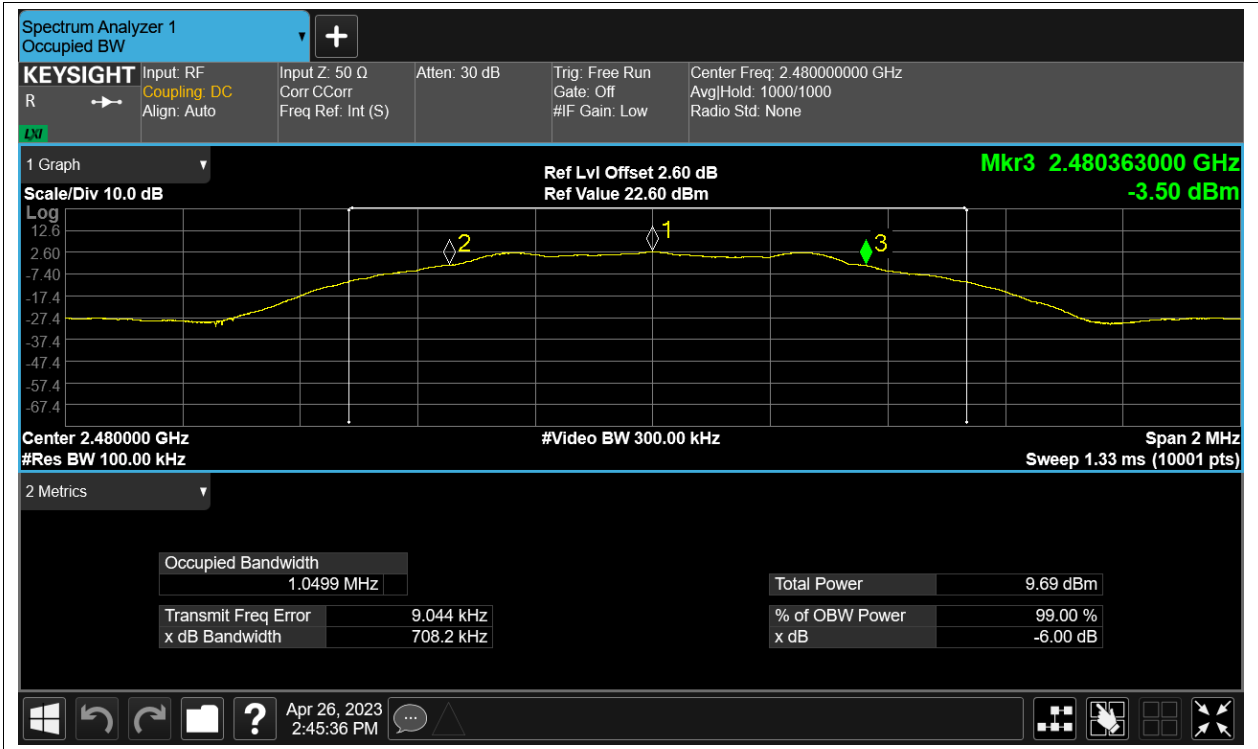 Spectrum Analyzer 1
Occupied BW
KEYSIGHT
R
LXI
Input: RF
Coupling: DC
Align: Auto
Input Z: 50 Ω
Corr CCorr
Freq Ref: Int (S)
Atten: 30 dB
Trig: Free Run
Gate: Off
#IF Gain: Low
Center Freq: 2.480000000 GHz
Avg|Hold: 1000/1000
Radio Std: None
1 Graph
Scale/Div 10.0 dB
Ref Lvl Offset 2.60 dB
Ref Value 22.60 dBm
Mkr3 2.480363000 GHz
-3.50 dBm
Log
12.6
2.60
-7.40
-17.4
-27.4
-37.4
-47.4
-57.4
-67.4
2
1
3
Center 2.480000 GHz
#Res BW 100.00 kHz
#Video BW 300.00 kHz
Span 2 MHz
Sweep 1.33 ms (10001 pts)
2 Metrics
Occupied Bandwidth
1.0499 MHz
Transmit Freq Error 9.044 kHz
x dB Bandwidth 708.2 kHz
Total Power 9.69 dBm
% of OBW Power 99.00 %
x dB -6.00 dB
?
Apr 26, 2023
2:45:36 PM